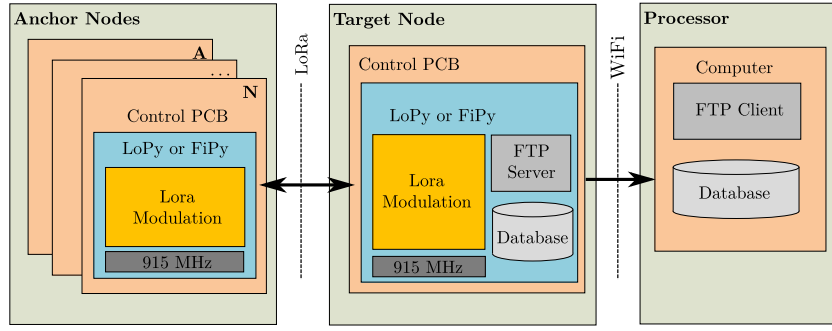 Anchor Nodes
A
...
N
Control PCB
LoPy or FiPy
Lora
Modulation
915 MHz
LoRa
Target Node
Control PCB
LoPy or FiPy
Lora
Modulation
915 MHz
FTP
Server
Database
WiFi
Processor
Computer
FTP Client
Database